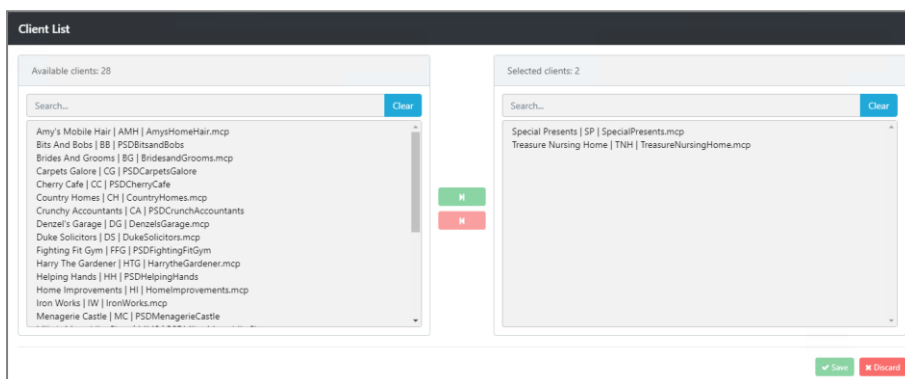 Client List
Available clients: 28
Search...
Clear
Amy's Mobile Hair | AMH | AmysHomeHair.mcp
Bits And Bobs | BB | PSDBitsandBobs
Brides And Grooms | BG | BridesandGrooms.mcp
Carpets Galore | CG | PSDCarpetsGalore
Cherry Cafe | CC | PSDCherryCafe
Country Homes | CH | CountryHomes.mcp
Crunchy Accountants | CA | PSDCrunchAccountants
Denzel's Garage | DG | DenzelsGarage.mcp
Duke Solicitors | DS | DukeSolicitors.mcp
Fighting Fit Gym | FFG | PSDFightingFitGym
Harry The Gardener | HTG | HarrytheGardener.mcp
Helping Hands | HH | PSDHelpingHands
Home Improvements | HI | HomeImprovements.mcp
Iron Works | IW | IronWorks.mcp
Menagerie Castle | MC | PSDMenagerieCastle
Selected clients: 2
Search...
Clear
Special Presents | SP | SpecialPresents.mcp
Treasure Nursing Home | TNH | TreasureNursingHome.mcp
Save
Discard